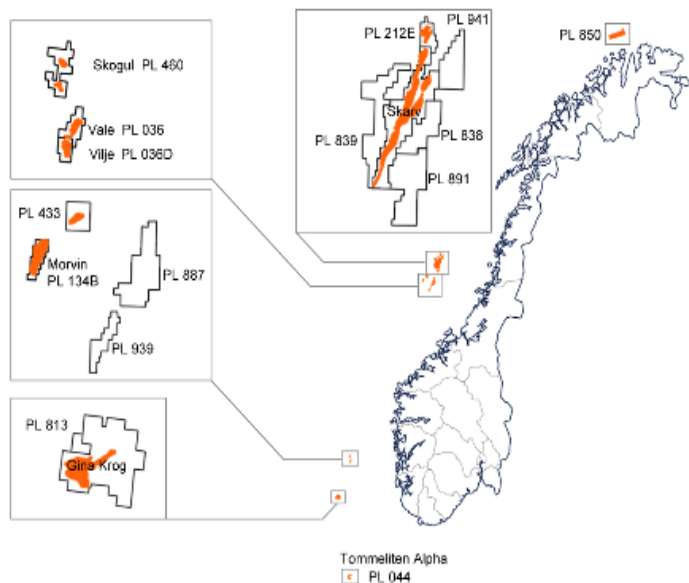 Skogul PL 460
Vale PL 036
Vilje PL 036D
PL 941
PL 212E
Skarv
PL 839
PL 838
PL 891
PL 850
PL 433
Morvin
PL 134B
PL 887
PL 939
PL 813
Gina Krog
Tommeliten Alpha
PL 044